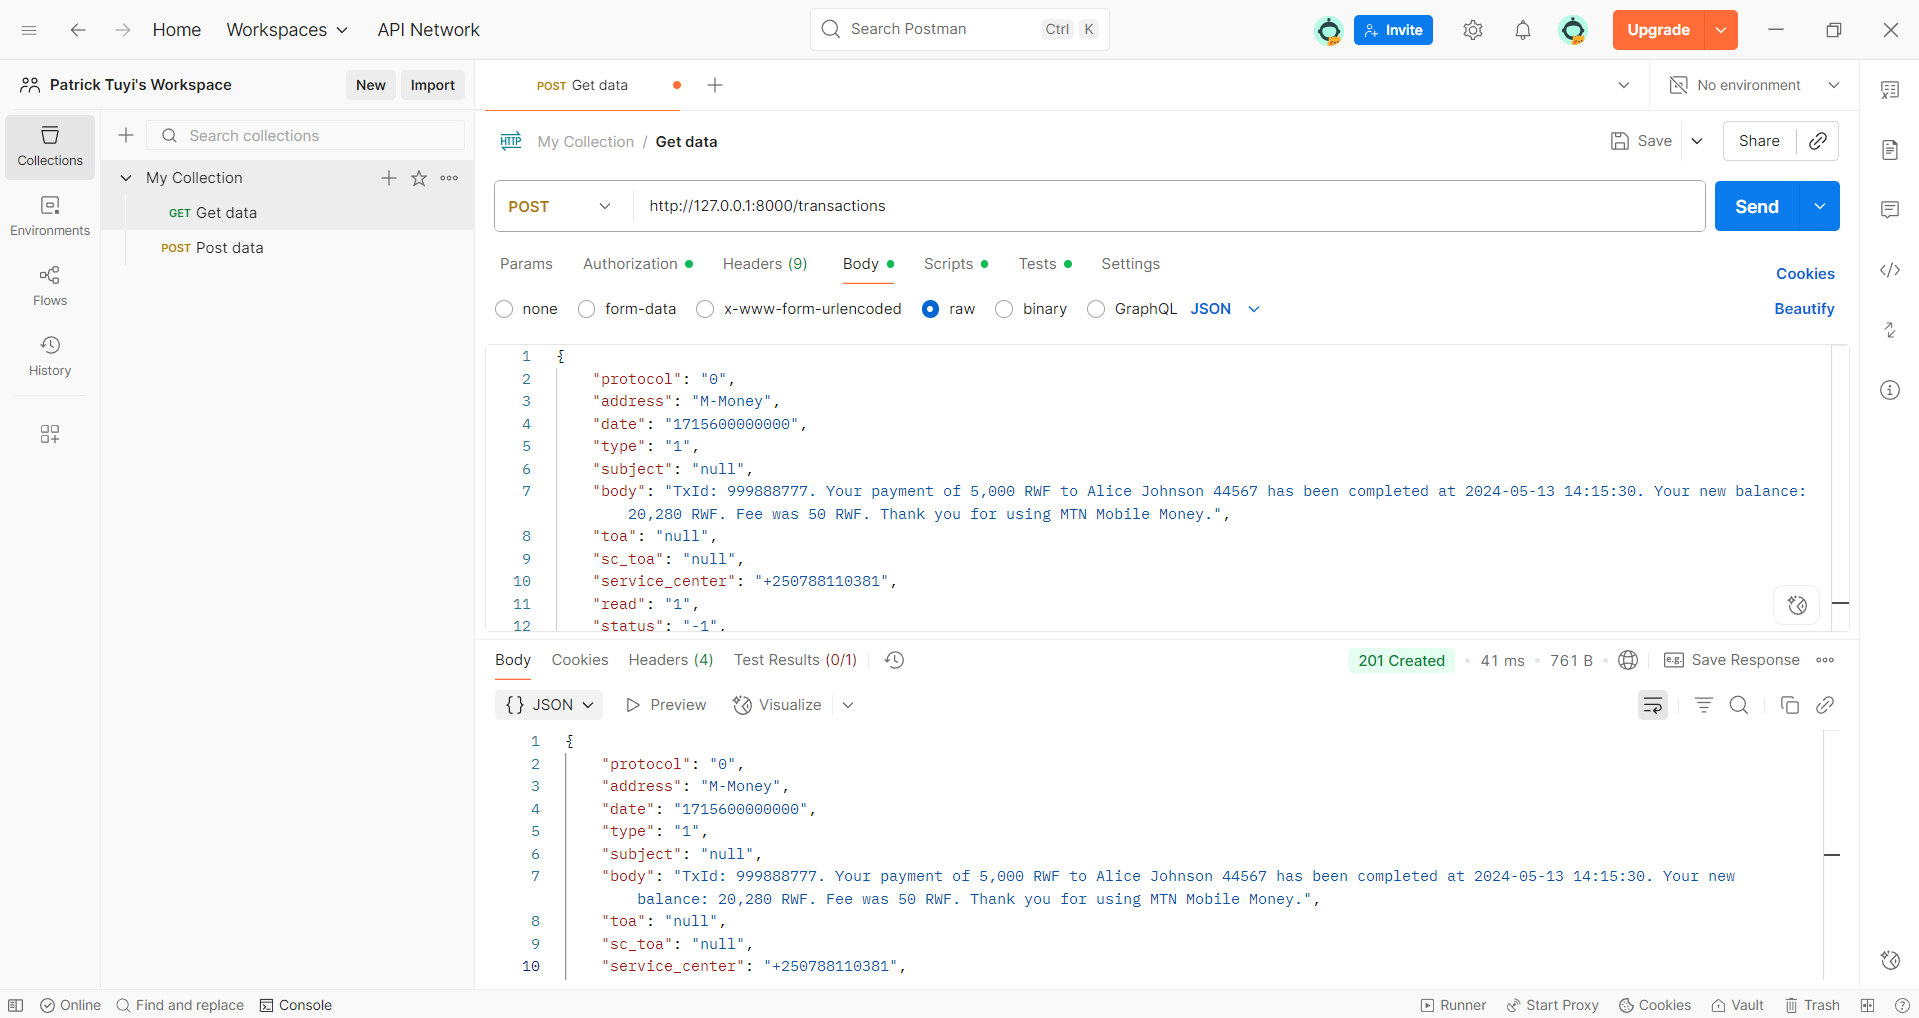 Home
Workspaces
API Network
Search Postman
Ctrl K
Invite
Upgrade
Patrick Tuyi's Workspace
New
Import
POST Get data
No environment
Collections
Environments
Flows
History
Search collections
My Collection
GET Get data
POST Post data
HTTP
My Collection / Get data
Save
Share
POST
http://127.0.0.1:8000/transactions
Send
Params
Authorization
Headers (9)
Body
Scripts
Tests
Settings
Cookies
none
form-data
x-www-form-urlencoded
raw
binary
GraphQL
JSON
Beautify
1 {
2 "protocol": "0",
3 "address": "M-Money",
4 "date": "1715600000000",
5 "type": "1",
6 "subject": "null",
7 "body": "TxId: 999888777. Your payment of 5,000 RWF to Alice Johnson 44567 has been completed at 2024-05-13 14:15:30. Your new balance:
20,280 RWF. Fee was 50 RWF. Thank you for using MTN Mobile Money.",
8 "toa": "null",
9 "sc_toa": "null",
10 "service_center": "+250788110381",
11 "read": "1",
12 "status": "-1",
Body
Cookies
Headers (4)
Test Results (0/1)
201 Created
41 ms
761 B
e.g. Save Response
{} JSON
Preview
Visualize
1 {
2 "protocol": "0",
3 "address": "M-Money",
4 "date": "1715600000000",
5 "type": "1",
6 "subject": "null",
7 "body": "TxId: 999888777. Your payment of 5,000 RWF to Alice Johnson 44567 has been completed at 2024-05-13 14:15:30. Your new
balance: 20,280 RWF. Fee was 50 RWF. Thank you for using MTN Mobile Money.",
8 "toa": "null",
9 "sc_toa": "null",
10 "service_center": "+250788110381",
Online
Find and replace
Console
Runner
Start Proxy
Cookies
Vault
Trash